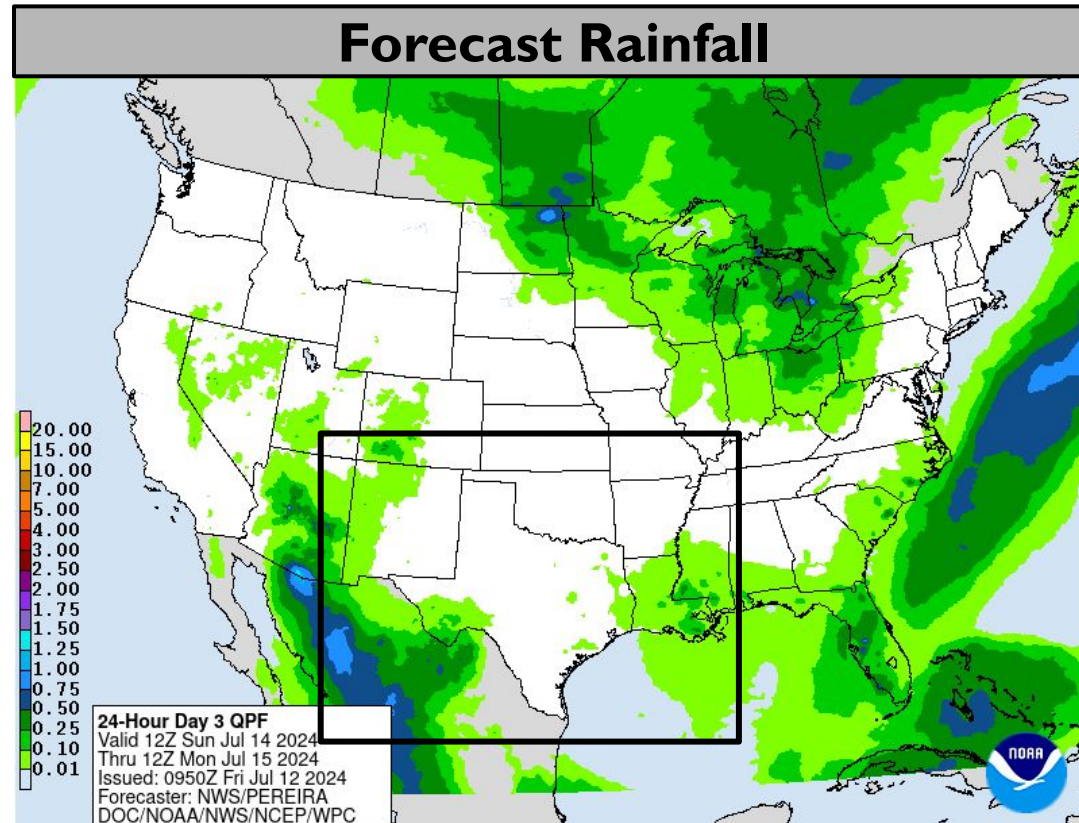 Forecast Rainfall
20.00
15.00
10.00
7.00
5.00
4.00
3.00
2.50
2.00
1.75
1.50
1.25
1.00
0.75
0.50
0.25
0.10
0.01
24-Hour Day 3 QPF
Valid 12Z Sun Jul 14 2024
Thru 12Z Mon Jul 15 2024
Issued: 0950Z Fri Jul 12 2024
Forecaster: NWS/PEREIRA
DOC/NOAA/NWS/NCEP/WPC
NOAA